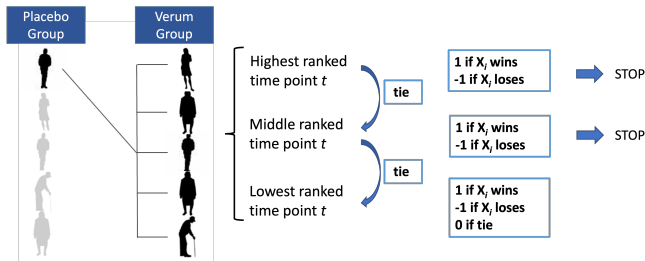 Placebo
Group
Verum
Group
Highest ranked
time point t
tie
1 if Xi wins
-1 if Xi loses
STOP
Middle ranked
time point t
tie
1 if Xi wins
-1 if Xi loses
STOP
Lowest ranked
time point t
1 if Xi wins
-1 if Xi loses
0 if tie